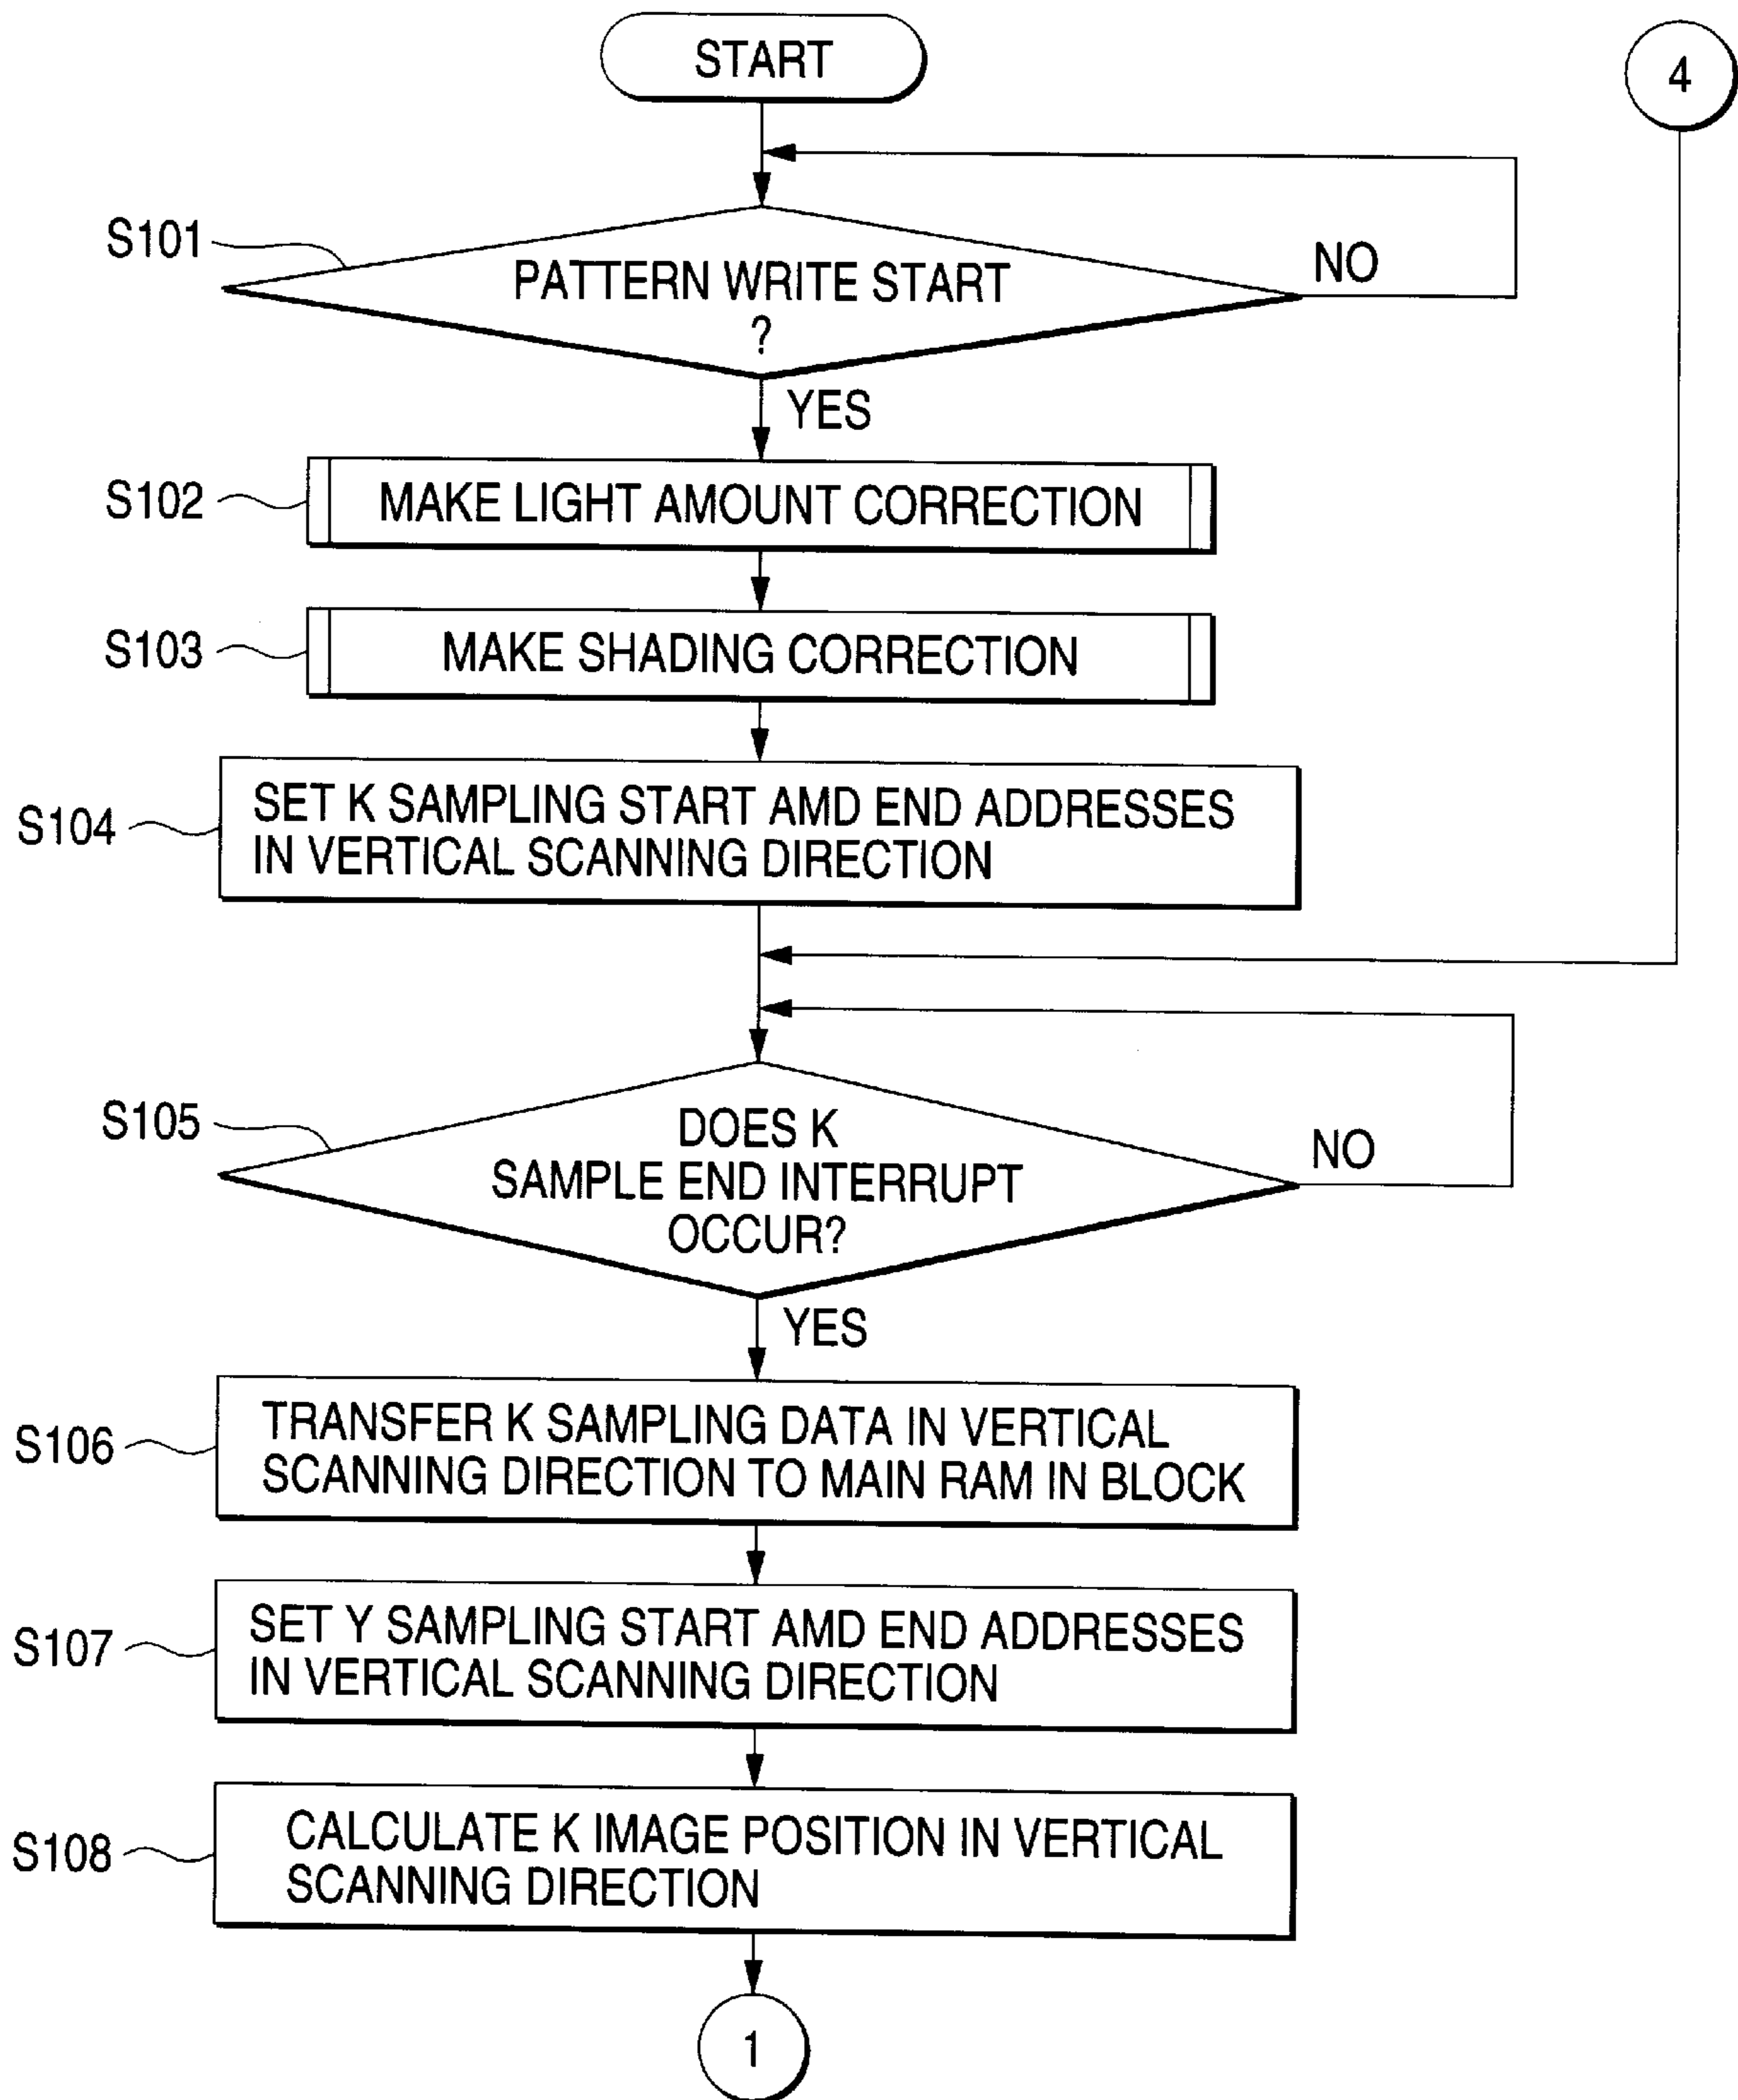 START
4
S101
PATTERN WRITE START
?
NO
YES
S102
MAKE LIGHT AMOUNT CORRECTION
S103
MAKE SHADING CORRECTION
S104
SET K SAMPLING START AMD END ADDRESSES
IN VERTICAL SCANNING DIRECTION
S105
DOES K
SAMPLE END INTERRUPT
OCCUR?
NO
YES
S106
TRANSFER K SAMPLING DATA IN VERTICAL
SCANNING DIRECTION TO MAIN RAM IN BLOCK
S107
SET Y SAMPLING START AMD END ADDRESSES
IN VERTICAL SCANNING DIRECTION
S108
CALCULATE K IMAGE POSITION IN VERTICAL
SCANNING DIRECTION
1